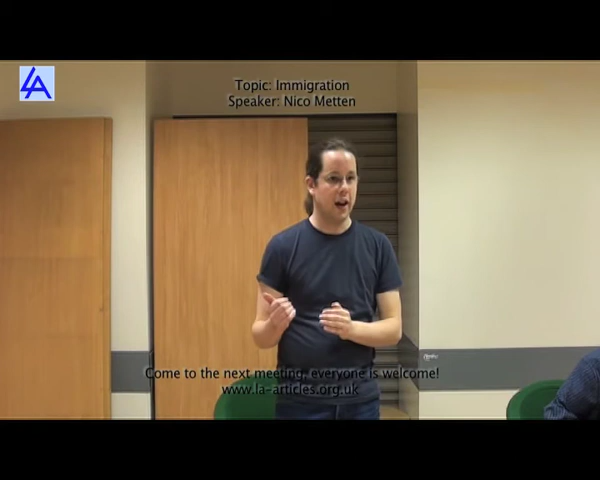 LA
Topic: Immigration
Speaker: Nico Metten
Come to the next meeting, everyone is welcome!
www.la-articles.org.uk